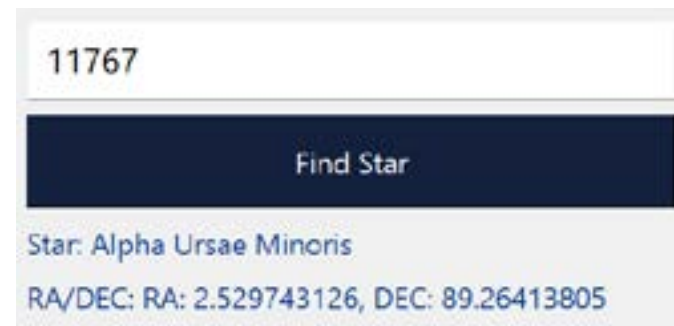 11767
Find Star
Star: Alpha Ursae Minoris
RA/DEC: RA: 2.529743126, DEC: 89.26413805